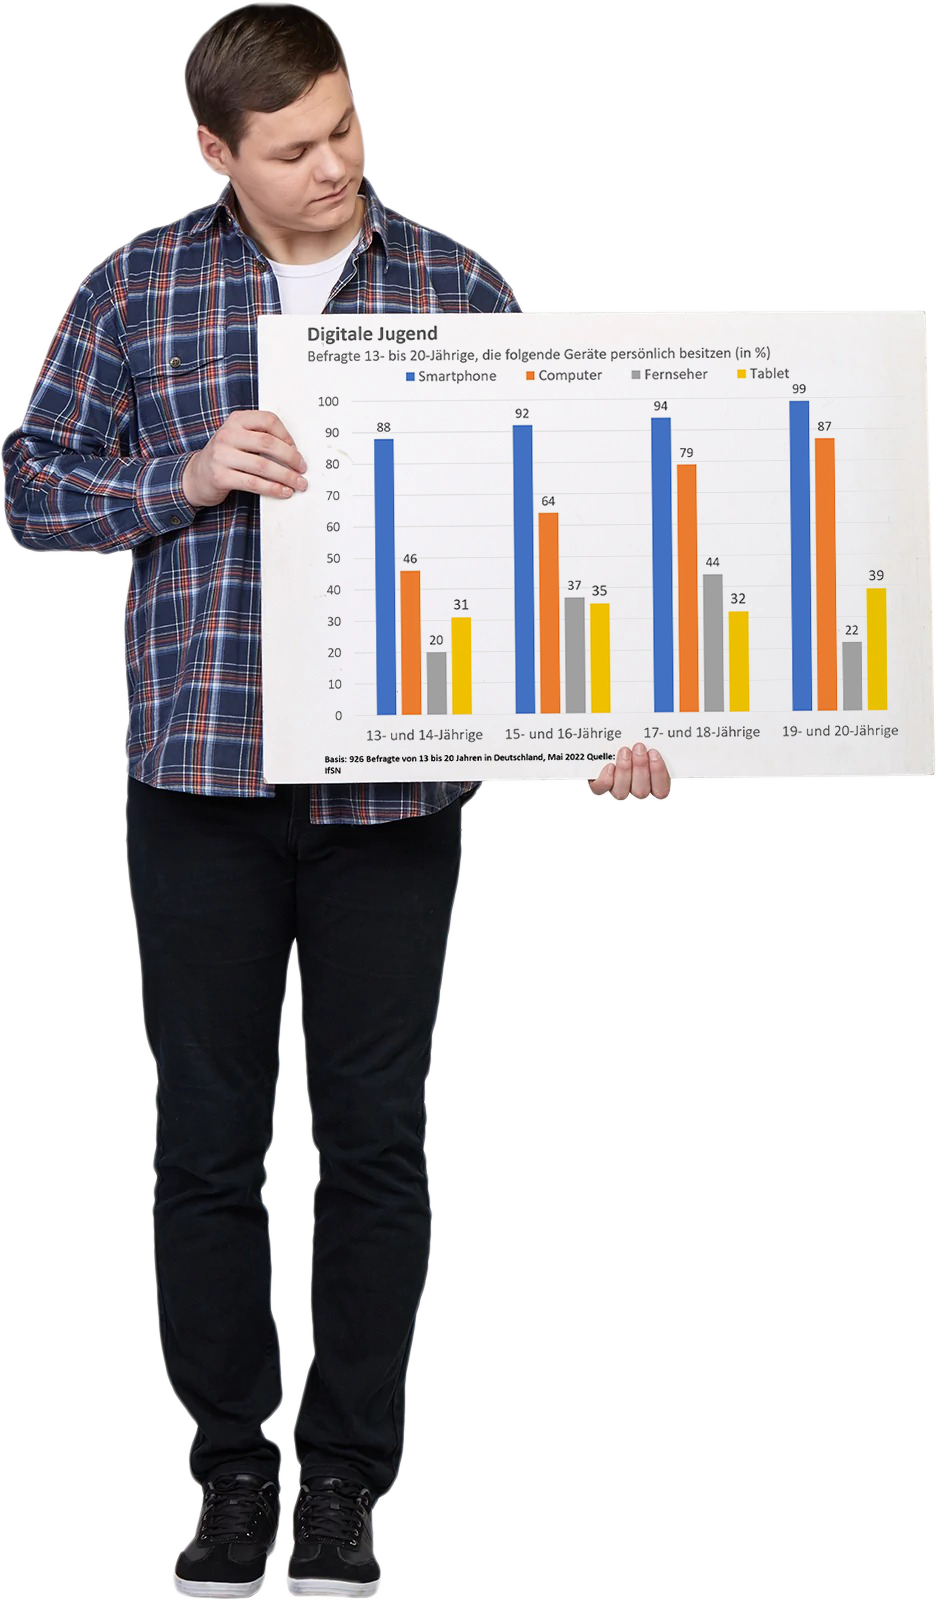 Digitale Jugend
Befragte 13- bis 20-Jährige, die folgende Geräte persönlich besitzen (in %)
Smartphone Computer Fernseher Tablet
100
90
80
70
60
50
40
30
20
10
0
88 46 20 31
92 64 37 35
94 79 44 32
99 87 22 39
13- und 14-Jährige 15- und 16-Jährige 17- und 18-Jährige 19- und 20-Jährige
Basis: 926 Befragte von 13 bis 20 Jahren in Deutschland, Mai 2022 Quelle:
IfSN